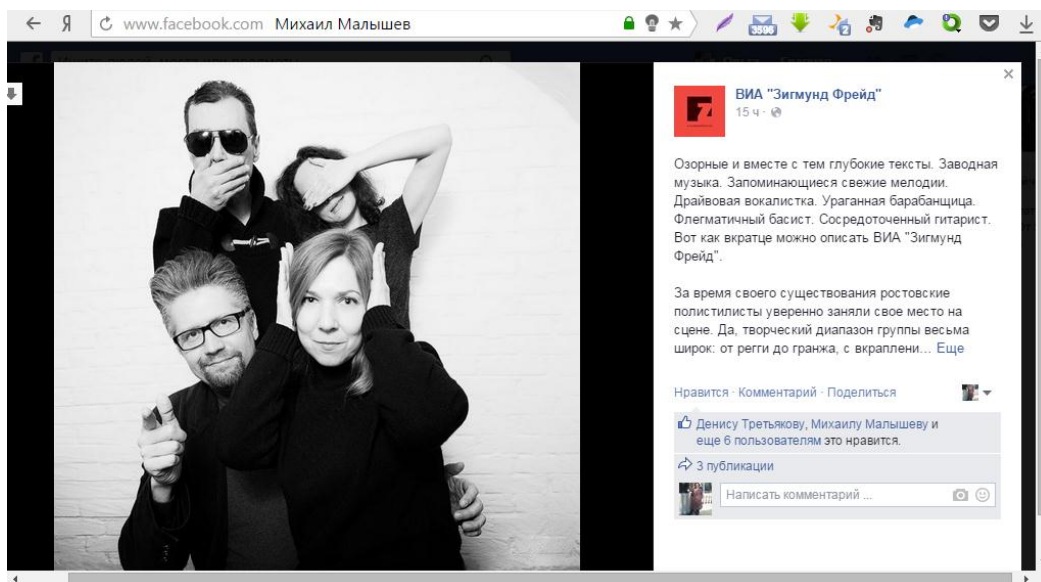 Я
www.facebook.com Михаил Малышев
3596
2
ВИА "Зигмунд Фрейд"
15 ч
Озорные и вместе с тем глубокие тексты. Заводная
музыка. Запоминающиеся свежие мелодии.
Драйвовая вокалистка. Ураганная барабанщица.
Флегматичный басист. Сосредоточенный гитарист.
Вот как вкратце можно описать ВИА "Зигмунд
Фрейд".
За время своего существования ростовские
полистилисты уверенно заняли свое место на
сцене. Да, творческий диапазон группы весьма
широк: от регги до гранжа, с вкраплени... Еще
Нравится · Комментарий · Поделиться
Денису Третьякову, Михаилу Малышеву и
еще 6 пользователям это нравится.
3 публикации
Написать комментарий ...